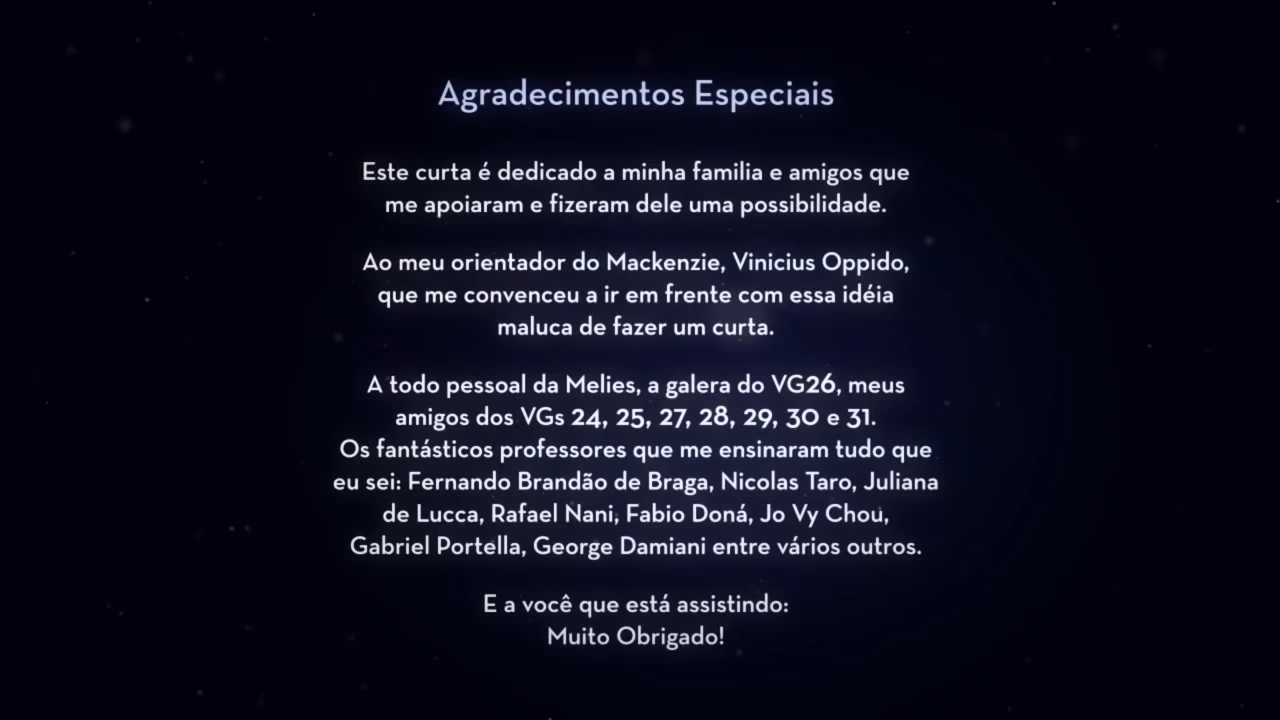 Agradecimentos Especiais
Este curta é dedicado a minha familia e amigos que
me apoiaram e fizeram dele uma possibilidade.
Ao meu orientador do Mackenzie, Vinicius Oppido,
que me convenceu a ir em frente com essa idéia
maluca de fazer um curta.
A todo pessoal da Melies, a galera do VG26, meus
amigos dos VGs 24, 25, 27, 28, 29, 30 e 31.
Os fantásticos professores que me ensinaram tudo que
eu sei: Fernando Brandão de Braga, Nicolas Taro, Juliana
de Lucca, Rafael Nani, Fabio Doná, Jo Vy Chou,
Gabriel Portella, George Damiani entre vários outros.
E a você que está assistindo:
Muito Obrigado!